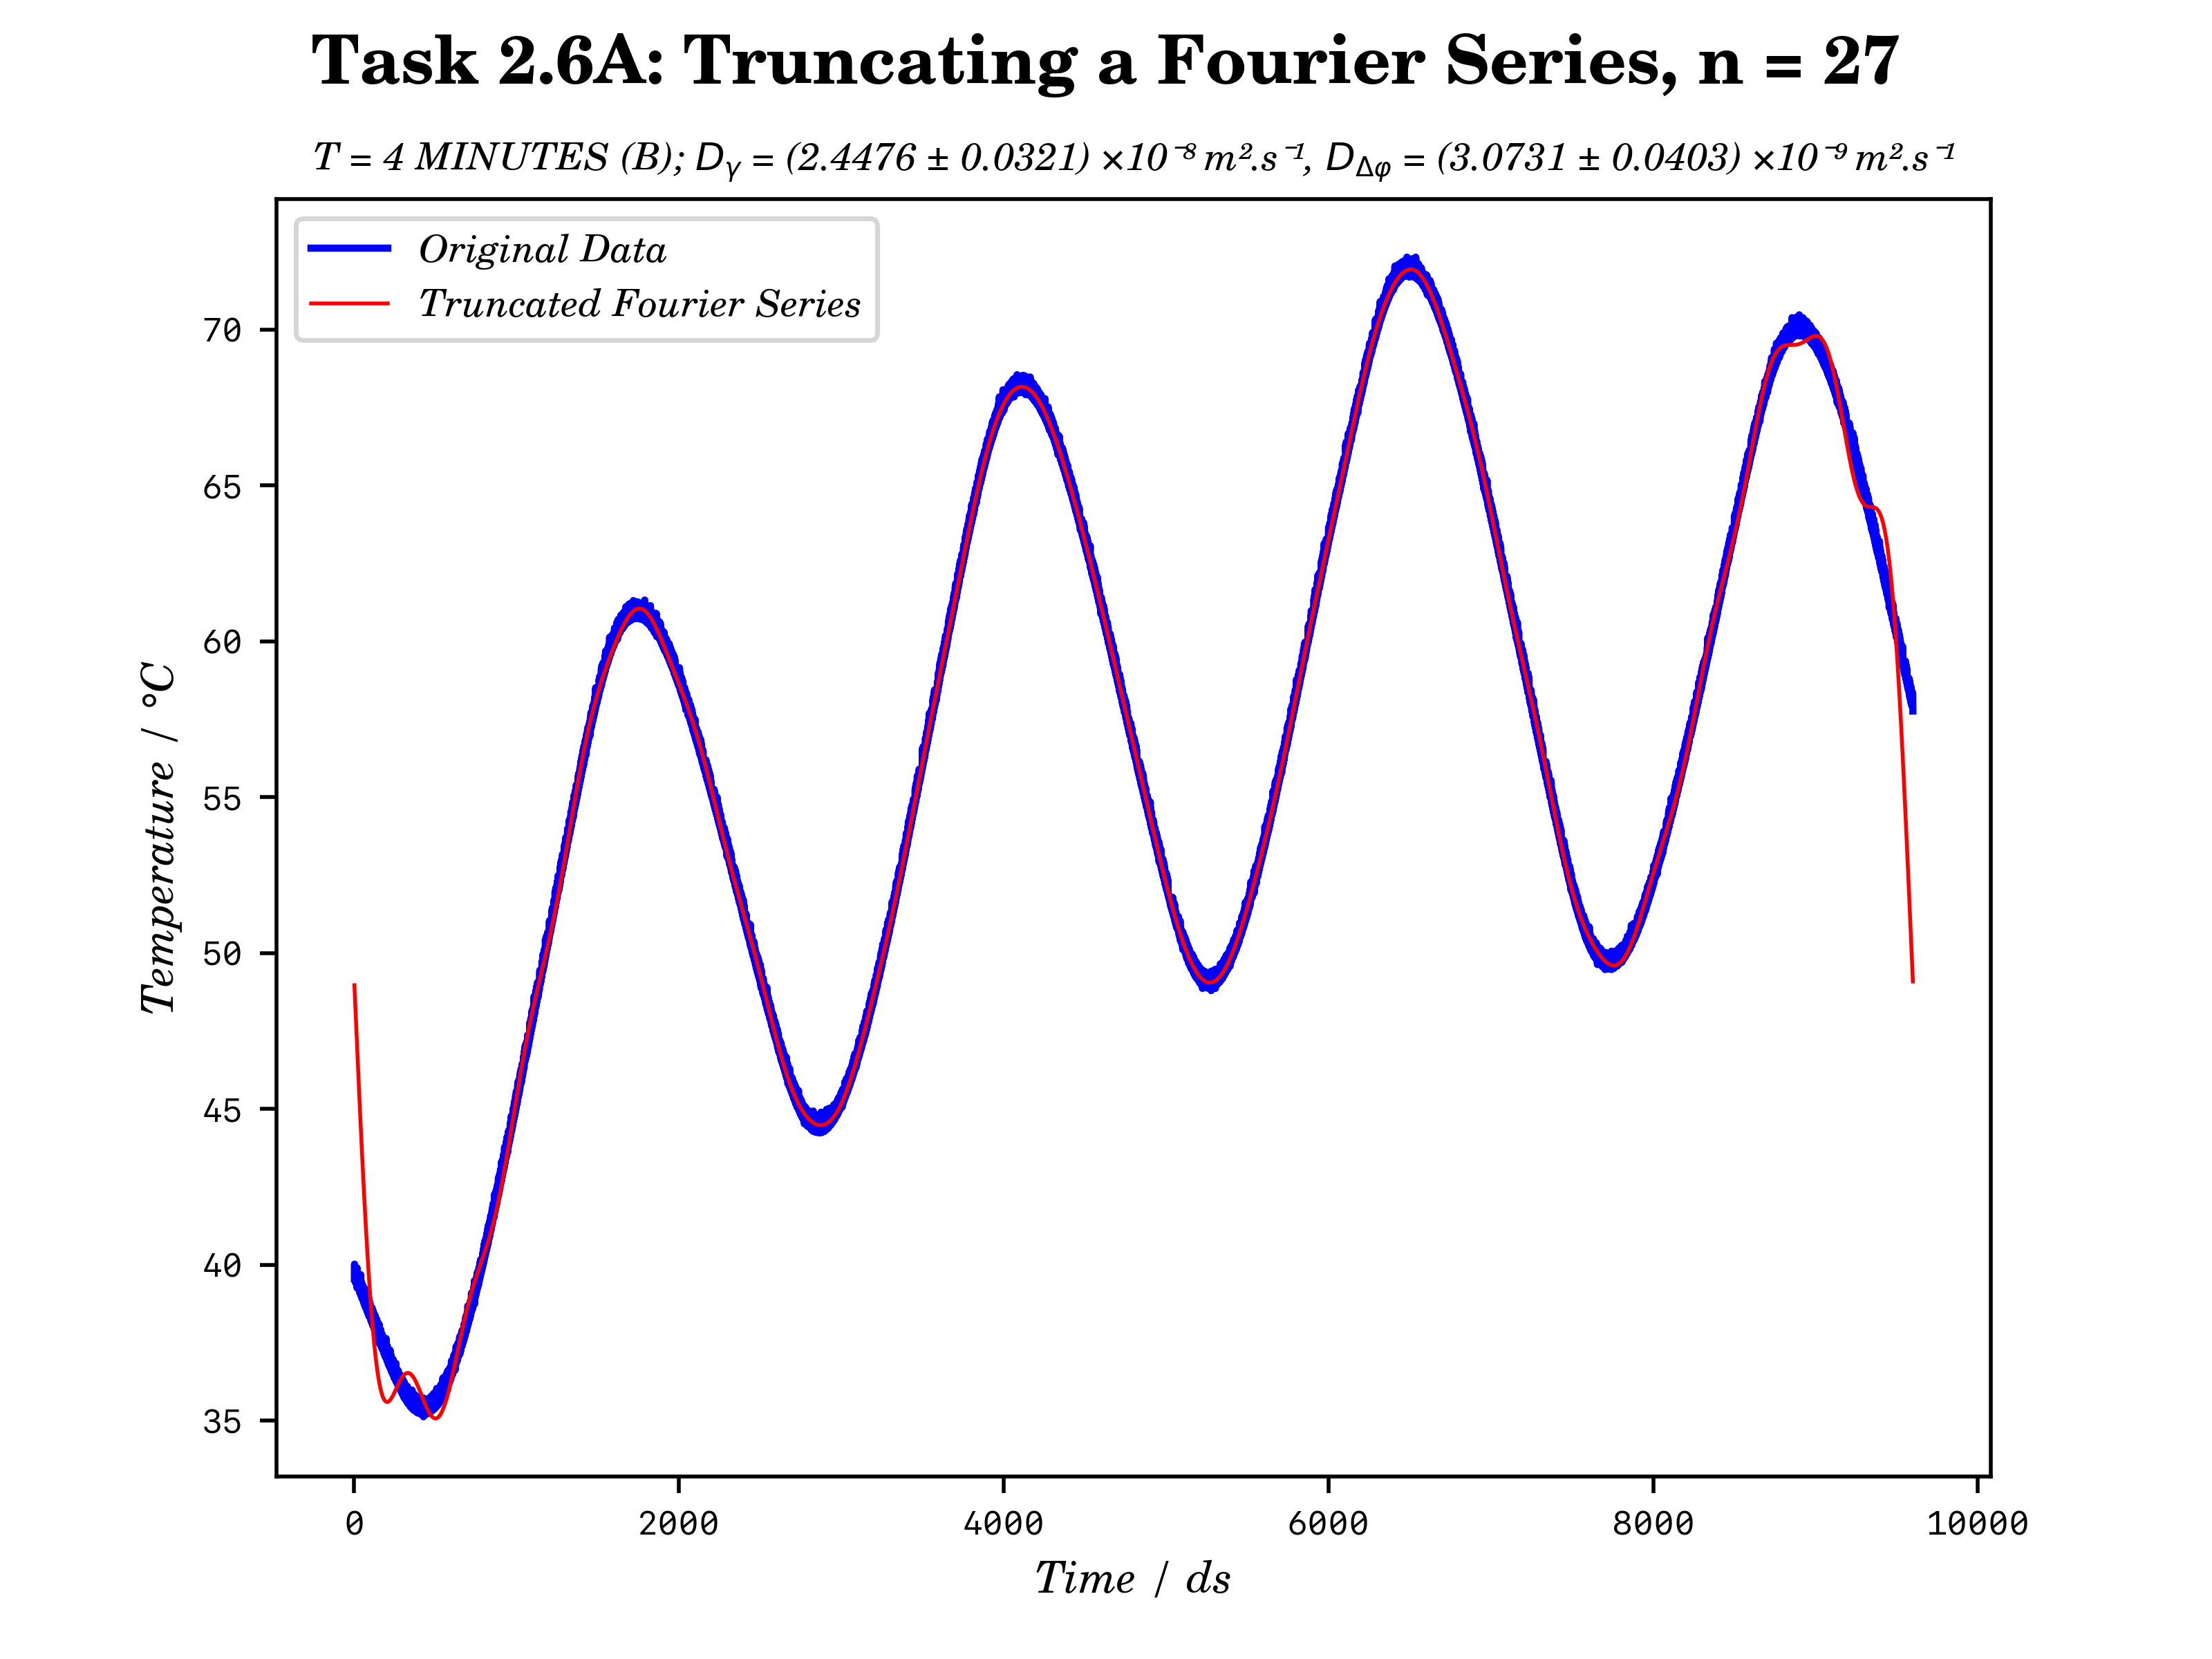 Task 2.6A: Truncating a Fourier Series, n = 27
T = 4 MINUTES (B); Dᵧ = (2.4476 ± 0.0321) ×10⁻⁸ m².s⁻¹, D_Δφ = (3.0731 ± 0.0403) ×10⁻⁹ m².s⁻¹
Original Data
Truncated Fourier Series
Temperature / °C
70
65
60
55
50
45
40
35
0 2000 4000 6000 8000 10000
Time / ds